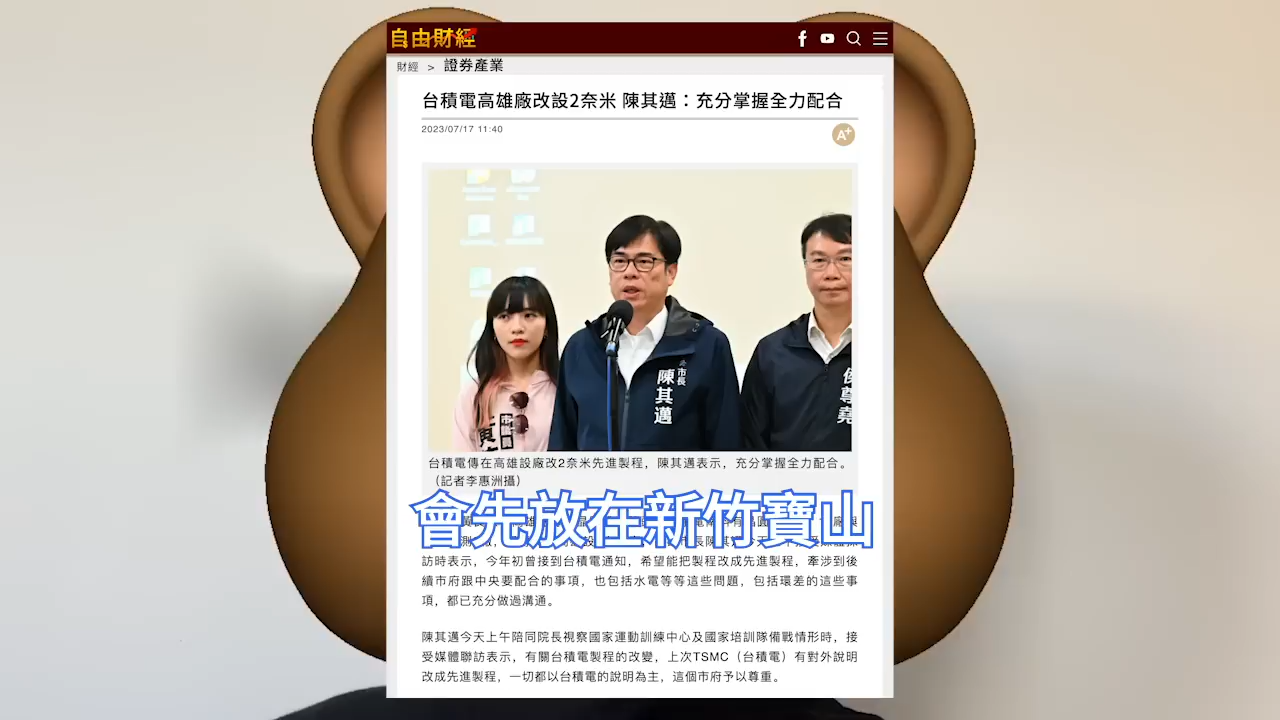 自由財經
財經 > 證券產業
台積電高雄廠改設2奈米 陳其邁：充分掌握全力配合
2023/07/17 11:40
A+
市長
陳其邁
市議員
台積電傳在高雄設廠改2奈米先進製程，陳其邁表示，充分掌握全力配合。
（記者李惠洲攝）
會先放在新竹寶山
訪時表示，今年初曾接到台積電通知，希望能把製程改成先進製程，牽涉到後
續市府跟中央要配合的事項，也包括水電等等這些問題，包括環差的這些事
項，都已充分做過溝通。
陳其邁今天上午陪同院長視察國家運動訓練中心及國家培訓隊備戰情形時，接
受媒體聯訪表示，有關台積電製程的改變，上次TSMC（台積電）有對外說明
改成先進製程，一切都以台積電的說明為主，這個市府予以尊重。